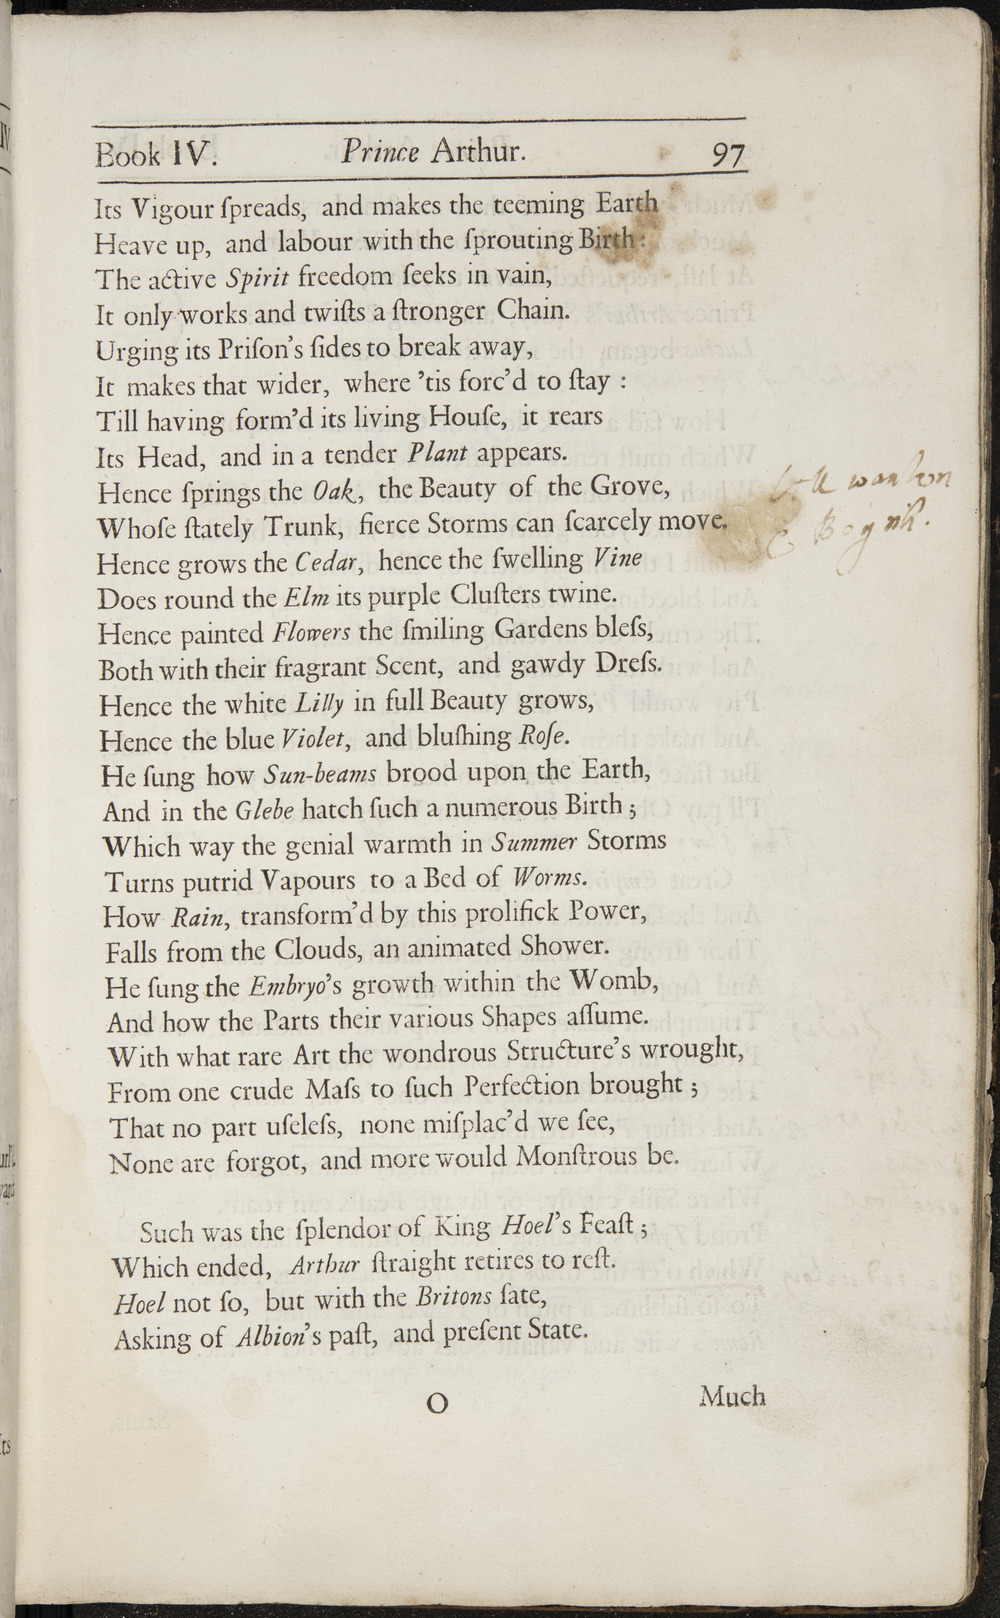 Book IV. Prince Arthur. 97
Its Vigour ſpreads, and makes the teeming Earth
Heave up, and labour with the ſprouting Birth:
The active Spirit freedom ſeeks in vain,
It only works and twiſts a ſtronger Chain.
Urging its Priſon's ſides to break away,
It makes that wider, where 'tis forc'd to ſtay :
Till having form'd its living Houſe, it rears
Its Head, and in a tender Plant appears.
Hence ſprings the Oak, the Beauty of the Grove,
Whoſe ſtately Trunk, fierce Storms can ſcarcely move.
Hence grows the Cedar, hence the ſwelling Vine
Does round the Elm its purple Cluſters twine.
Hence painted Flowers the ſmiling Gardens bleſs,
Both with their fragrant Scent, and gawdy Dreſs.
Hence the white Lilly in full Beauty grows,
Hence the blue Violet, and bluſhing Roſe.
He ſung how Sun-beams brood upon the Earth,
And in the Glebe hatch ſuch a numerous Birth ;
Which way the genial warmth in Summer Storms
Turns putrid Vapours to a Bed of Worms.
How Rain, transform'd by this prolifick Power,
Falls from the Clouds, an animated Shower.
He ſung the Embryo's growth within the Womb,
And how the Parts their various Shapes aſſume.
With what rare Art the wondrous Structure's wrought,
From one crude Maſs to ſuch Perfection brought ;
That no part uſeleſs, none miſplac'd we ſee,
None are forgot, and more would Monſtrous be.
Such was the ſplendor of King Hoel's Feaſt ;
Which ended, Arthur ſtraight retires to reſt.
Hoel not ſo, but with the Britons ſate,
Asking of Albion's paſt, and preſent State.
O Much
wanton